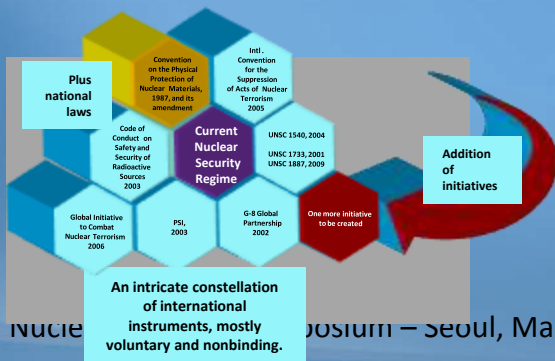 Plus
national
laws
Convention
on the Physical
Protection of
Nuclear Materials,
1987, and its
amendment
Intl .
Convention
for the
Suppression
of Acts of Nuclear
Terrorism
2005
Code of
Conduct on
Safety and
Security of
Radioactive
Sources
2003
Current
Nuclear
Security
Regime
UNSC 1540, 2004
UNSC 1733, 2001
UNSC 1887, 2009
Addition
of
initiatives
Global Initiative
to Combat
Nuclear Terrorism
2006
PSI,
2003
G-8 Global
Partnership
2002
One more initiative
to be created
An intricate constellation
of international
instruments, mostly
voluntary and nonbinding.
– Seoul,